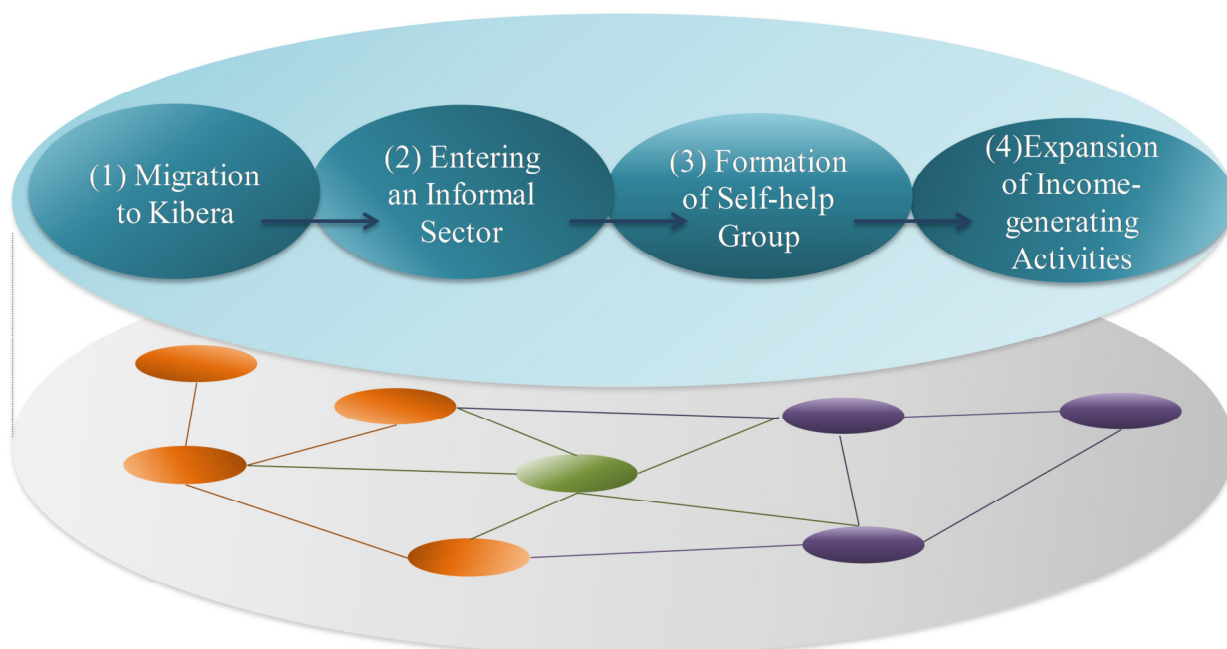 (1) Migration
to Kibera
(2) Entering
an Informal
Sector
(3) Formation
of Self-help
Group
(4)Expansion
of Income-
generating
Activities